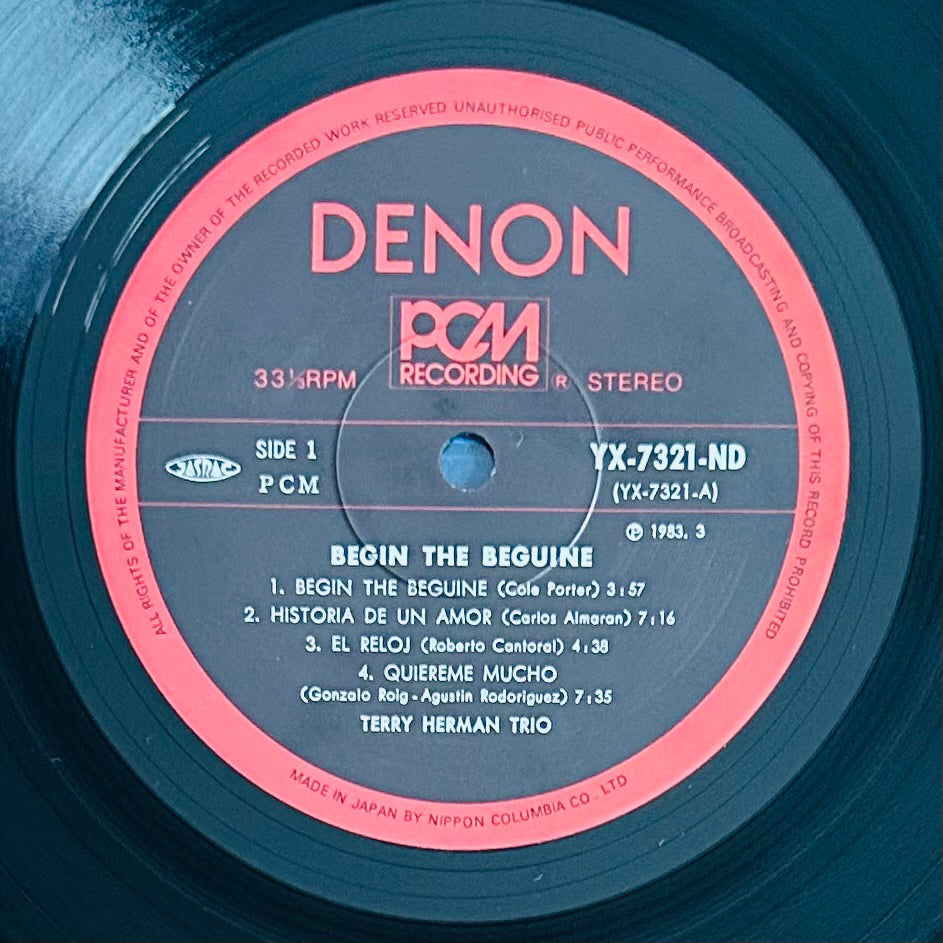 ALL RIGHTS OF THE MANUFACTURER AND OF THE OWNER OF THE RECORDED WORK RESERVED UNAUTHORISED PUBLIC PERFORMANCE BROADCASTING AND COPYING OF THIS RECORD PROHIBITED
DENON
PCM
RECORDING
33⅓RPM ® STEREO
JASRAC
SIDE 1 YX-7321-ND
PCM (YX-7321-A)
℗ 1983. 3
BEGIN THE BEGUINE
1. BEGIN THE BEGUINE (Cole Porter) 3:57
2. HISTORIA DE UN AMOR (Carlos Almaran) 7:16
3. EL RELOJ (Roberto Cantoral) 4:38
4. QUIEREME MUCHO
(Gonzalo Roig - Agustin Rodoriguez) 7:35
TERRY HERMAN TRIO
MADE IN JAPAN BY NIPPON COLUMBIA CO., LTD